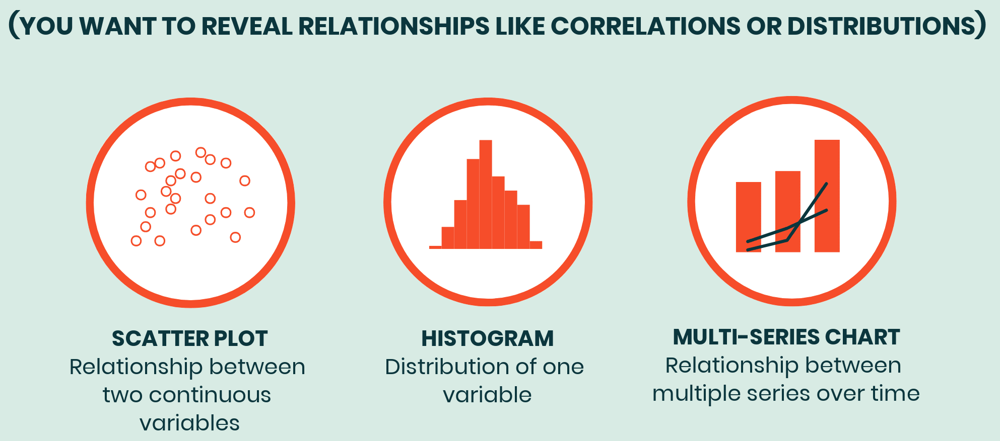 (YOU WANT TO REVEAL RELATIONSHIPS LIKE CORRELATIONS OR DISTRIBUTIONS)
SCATTER PLOT
Relationship between
two continuous
variables
HISTOGRAM
Distribution of one
variable
MULTI-SERIES CHART
Relationship between
multiple series over time